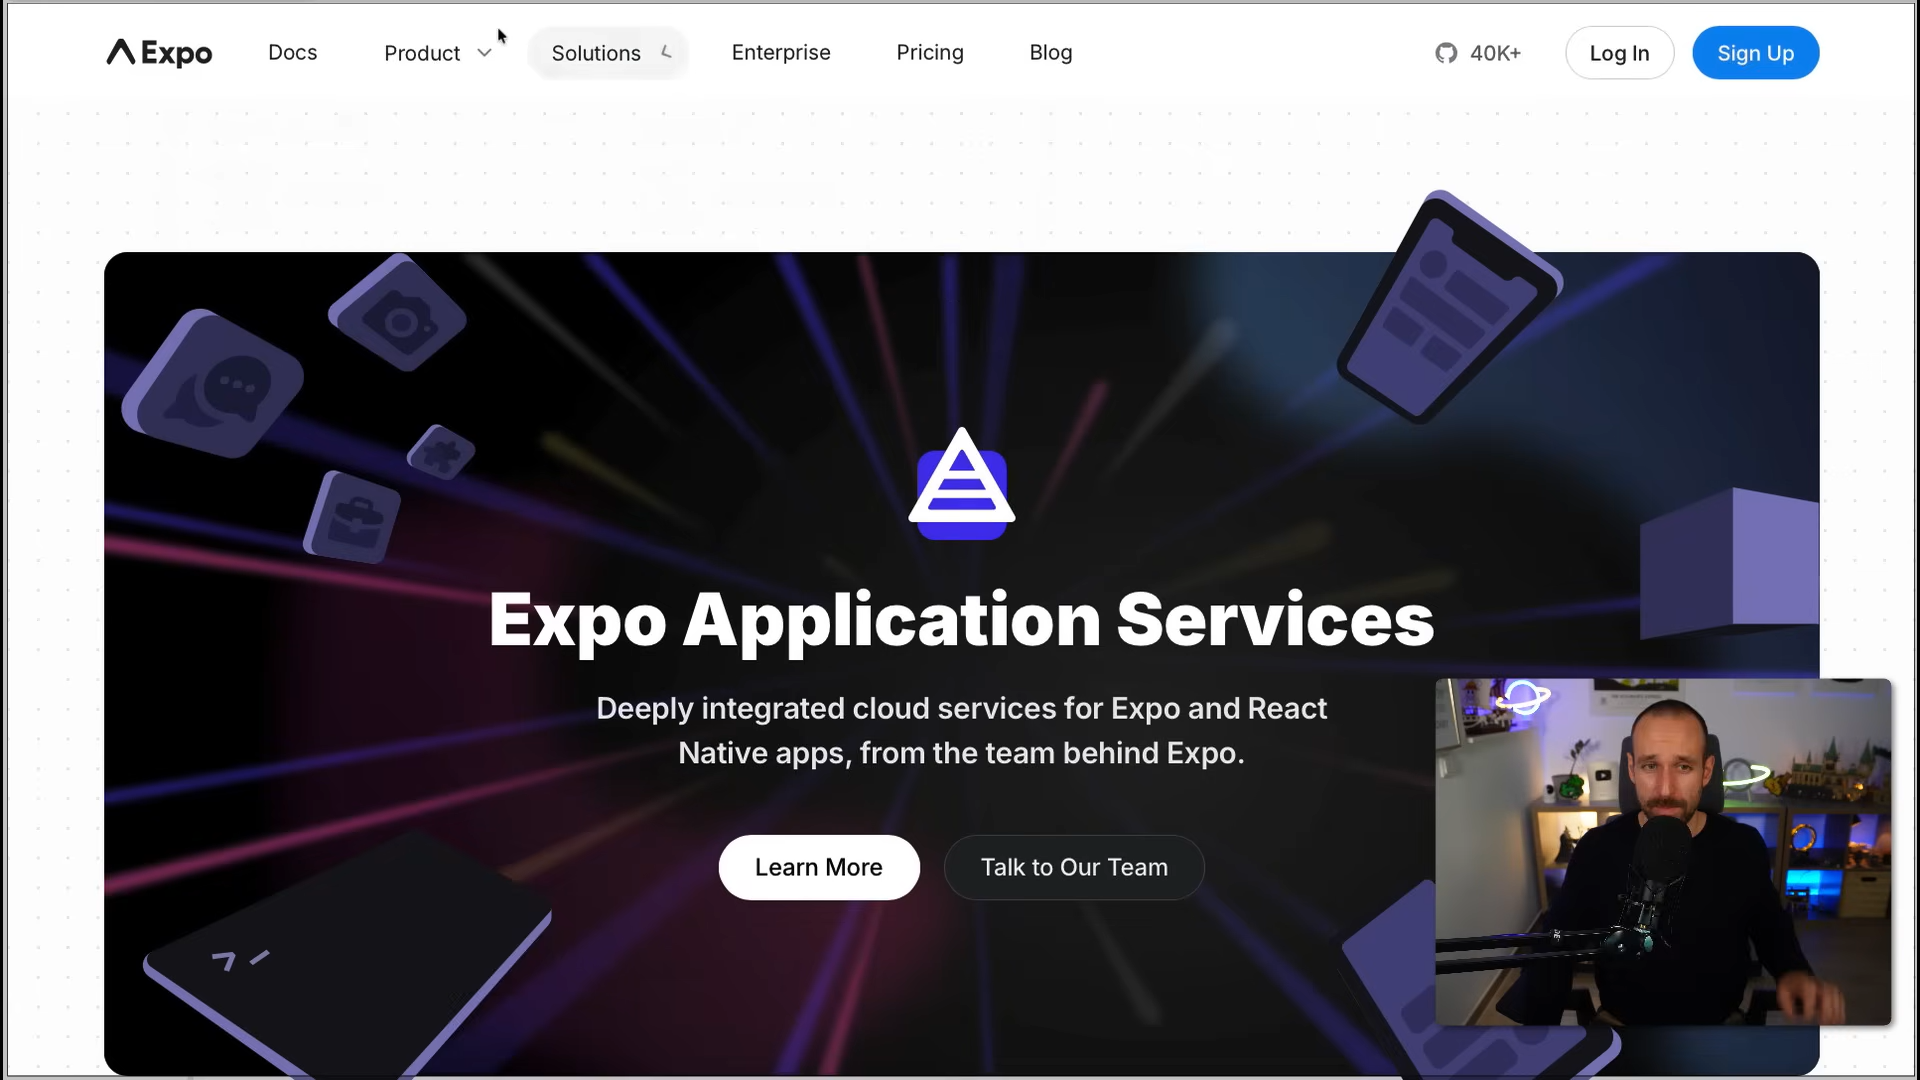 Expo
Docs
Product
Solutions
Enterprise
Pricing
Blog
40K+
Log In
Sign Up
Expo Application Services
Deeply integrated cloud services for Expo and React
Native apps, from the team behind Expo.
Learn More
Talk to Our Team